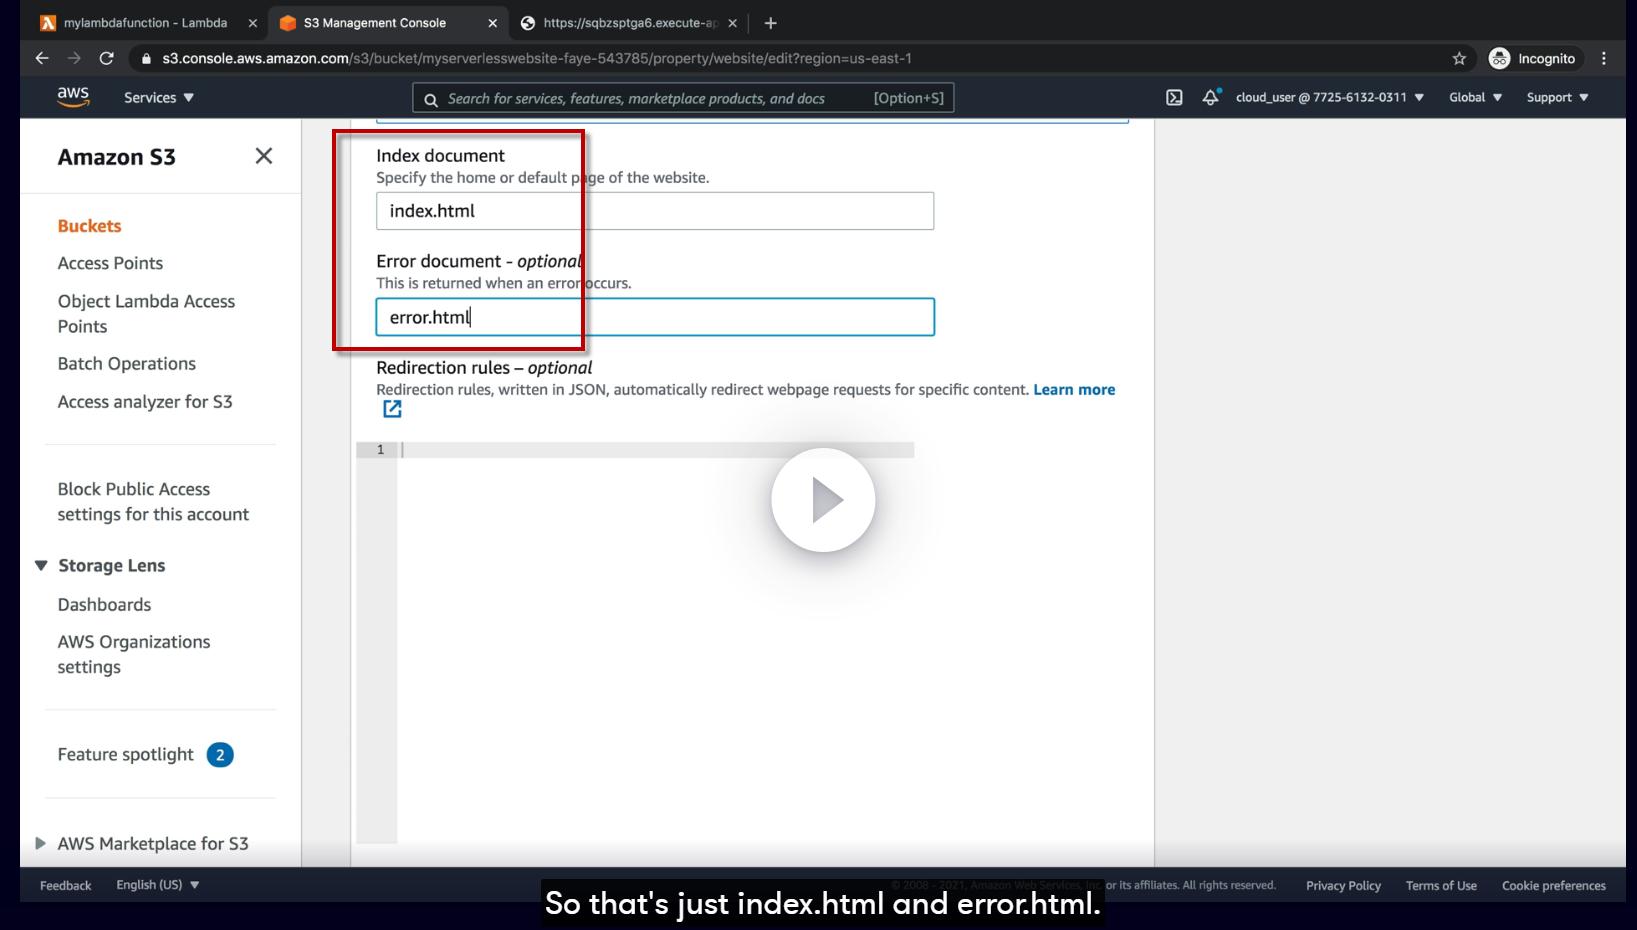 mylambdafunction - Lambda
S3 Management Console
https://sqbzsptga6.execute-ap
s3.console.aws.amazon.com/s3/bucket/myserverlesswebsite-faye-543785/property/website/edit?region=us-east-1
Incognito
aws
Services
Search for services, features, marketplace products, and docs
[Option+S]
cloud_user @ 7725-6132-0311
Global
Support
Amazon S3
Buckets
Access Points
Object Lambda Access
Points
Batch Operations
Access analyzer for S3
Block Public Access
settings for this account
Storage Lens
Dashboards
AWS Organizations
settings
Feature spotlight 2
AWS Marketplace for S3
Index document
Specify the home or default page of the website.
index.html
Error document - optional
This is returned when an error occurs.
error.html
Redirection rules – optional
Redirection rules, written in JSON, automatically redirect webpage requests for specific content. Learn more
1
Feedback
English (US)
© 2008 - 2021, Amazon Web Services, Inc. or its affiliates. All rights reserved.
Privacy Policy
Terms of Use
Cookie preferences
So that's just index.html and error.html.